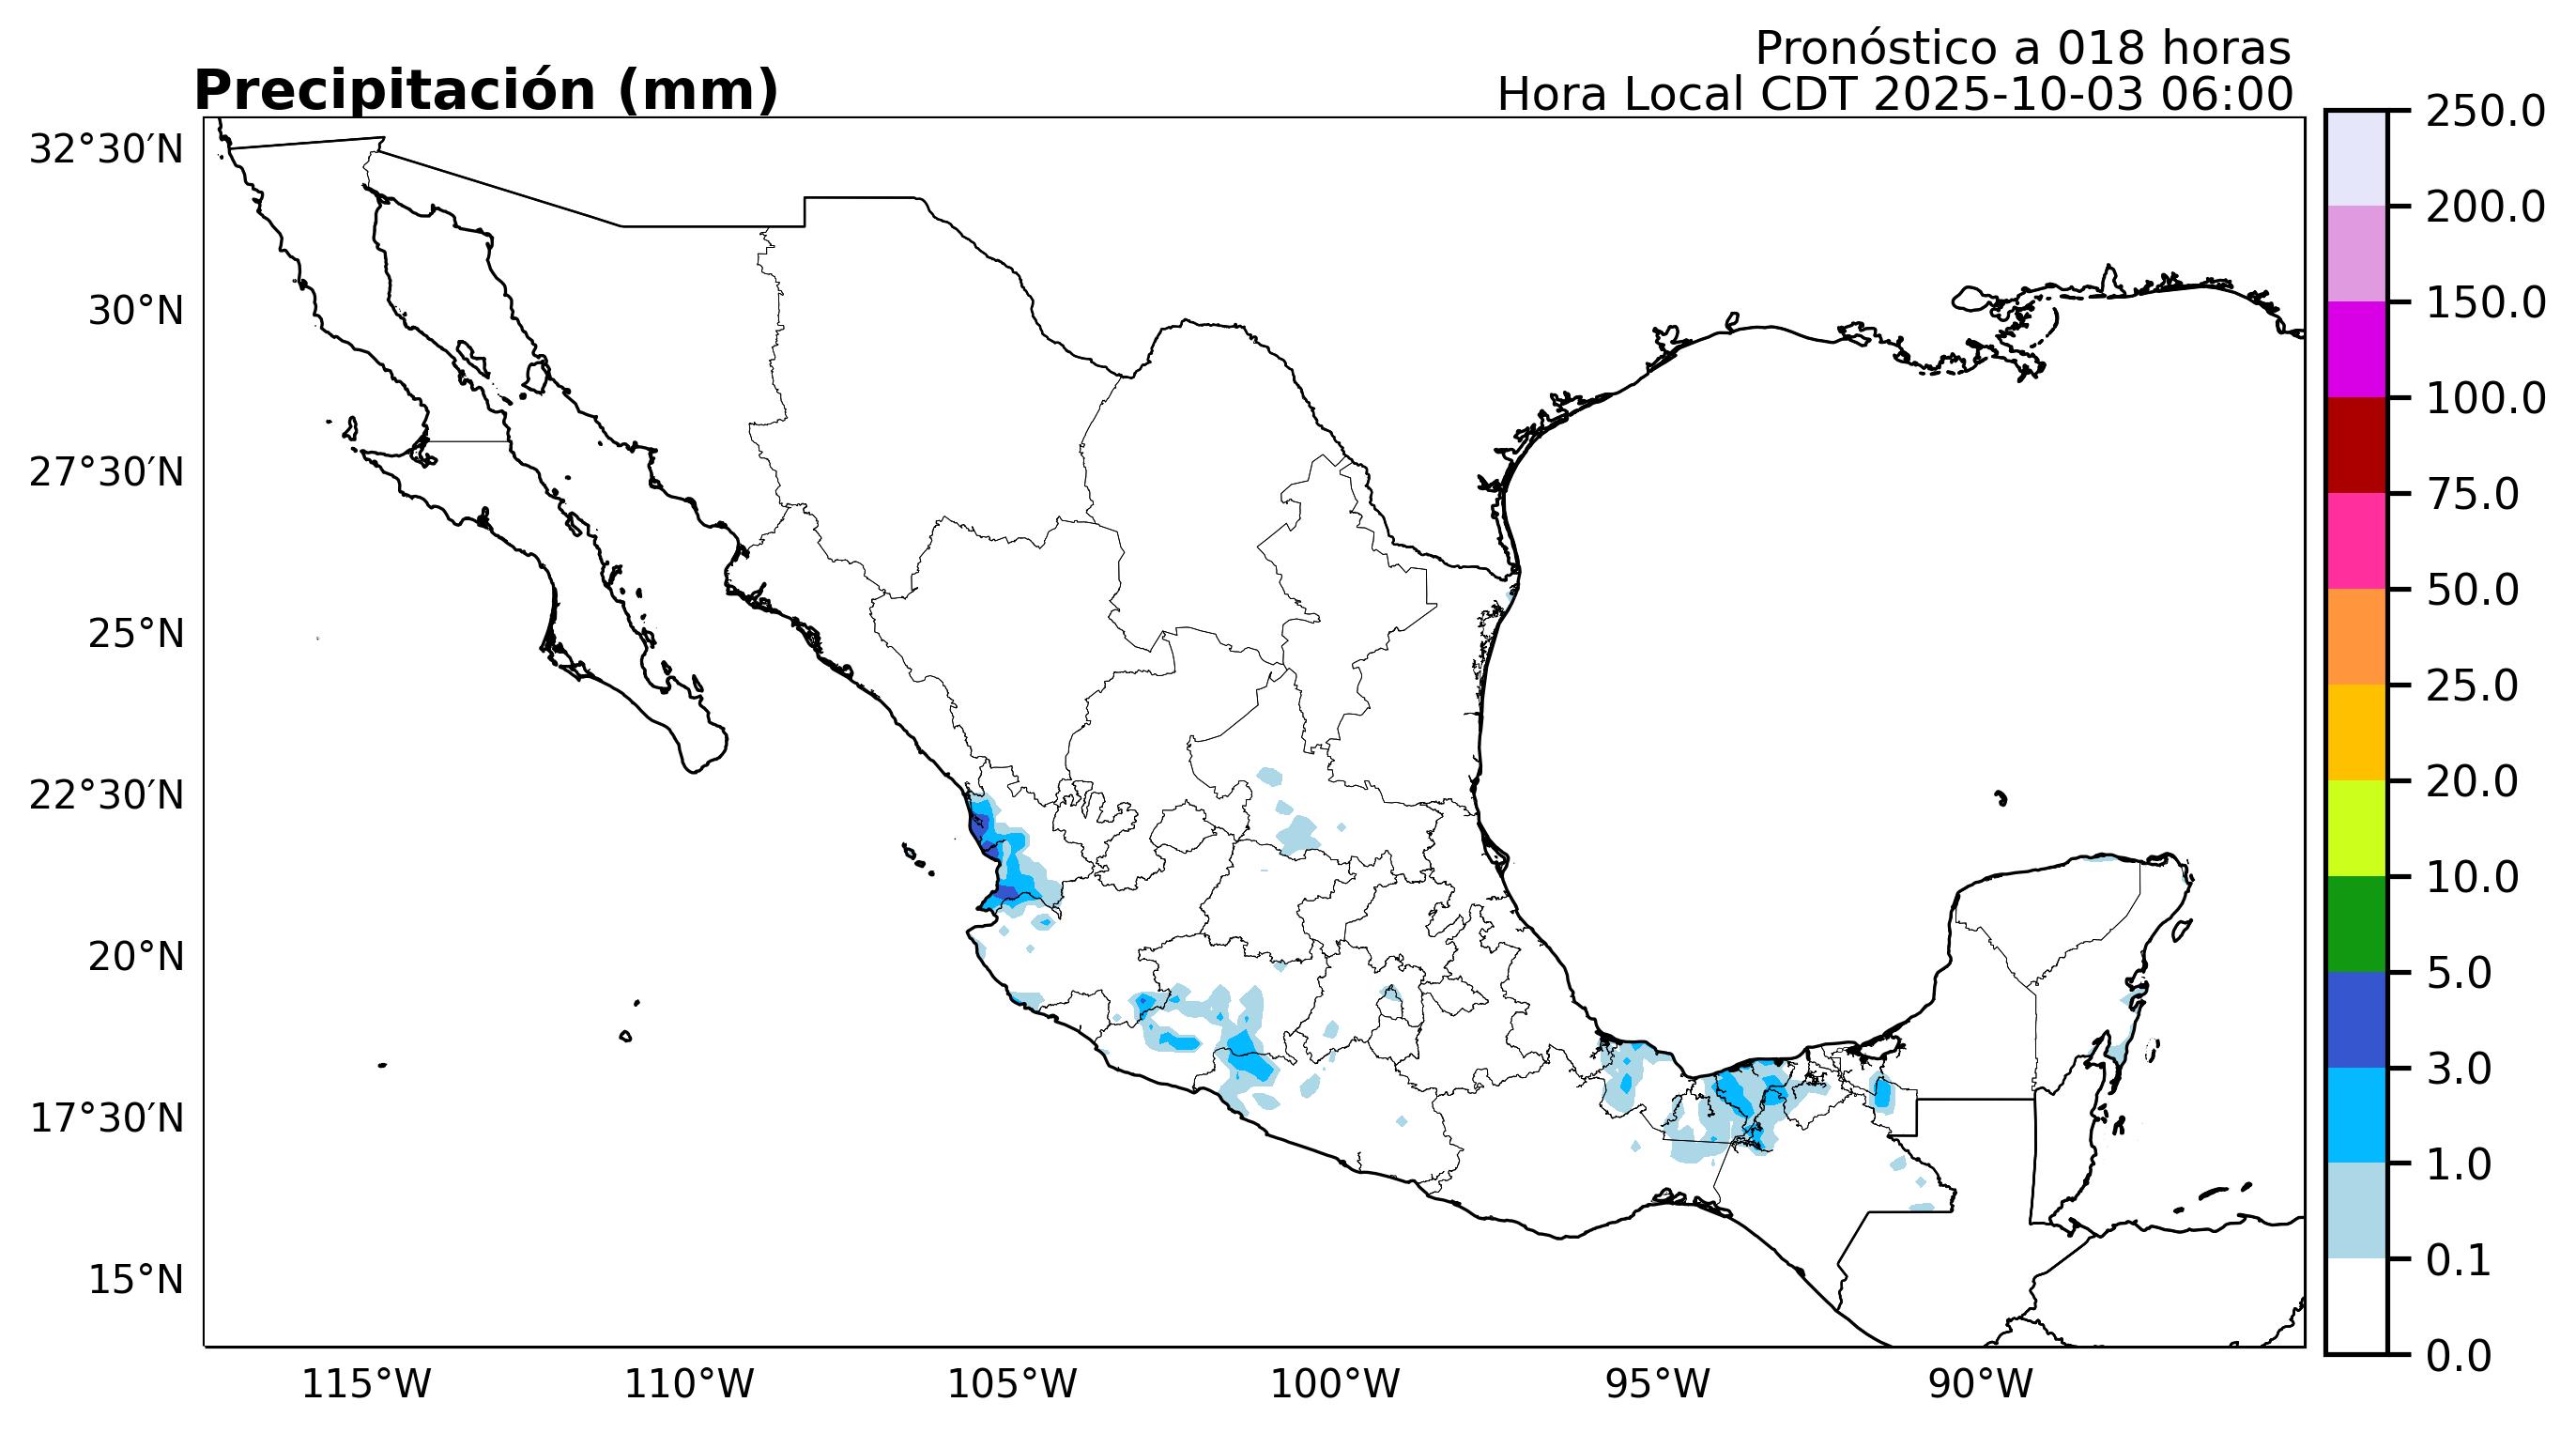 Pronóstico a 018 horas
Precipitación (mm)
Hora Local CDT 2025-10-03 06:00
32°30′N
30°N
27°30′N
25°N
22°30′N
20°N
17°30′N
15°N
115°W
110°W
105°W
100°W
95°W
90°W
250.0
200.0
150.0
100.0
75.0
50.0
25.0
20.0
10.0
5.0
3.0
1.0
0.1
0.0